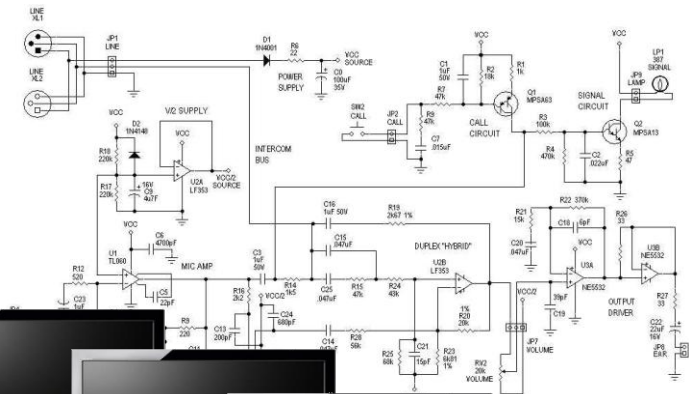 LINE
XL1
LINE
XL2
JP1
LINE
D1
1N4001
R6
22
VCC
SOURCE
POWER
SUPPLY
C0
100uF
35V
C1
1uF
50V
R2
10k
R1
1k
R7
47k
Q1
MPSA63
SW2
CALL
JP2
CALL
R9
47k
C7
.015uF
CALL
CIRCUIT
VCC
SIGNAL
CIRCUIT
LP1
387
SIGNAL
JP9
LAMP
R3
100k
Q2
MPSA13
R4
470k
C2
.022uF
R5
47
V/2 SUPPLY
VCC
D2
1N4148
VCC
R18
220k
R17
220k
16V
C9
4u7F
U2A
LF353
VCC/2
SOURCE
INTERCOM
BUS
C16
1uF 50V
R19
2k67 1%
C15
.047uF
DUPLEX "HYBRID"
U2B
LF353
R22 370k
C18
6pF
R21
15k
C20
.047uF
VCC
U3A
NE5532
R26
33
U3B
NE5532
OUTPUT
DRIVER
R27
33
C22
22uF
16V
JP8
EAR
C6
4700pF
VCC
U1
TL060
MIC AMP
C3
1uF
50V
R12
520
C23
1uF
C5
22pF
R9
220
R16
2k2
R14
1k5
VCC/2
C25
.047uF
R15
47k
R24
43k
C13
200pF
C24
680pF
C14
R28
56k
1%
R20
20k
R25
68k
C21
15pF
R23
6k81
1%
RV2
20k
VOLUME
JP7
VOLUME
VCC/2
39pF
C19